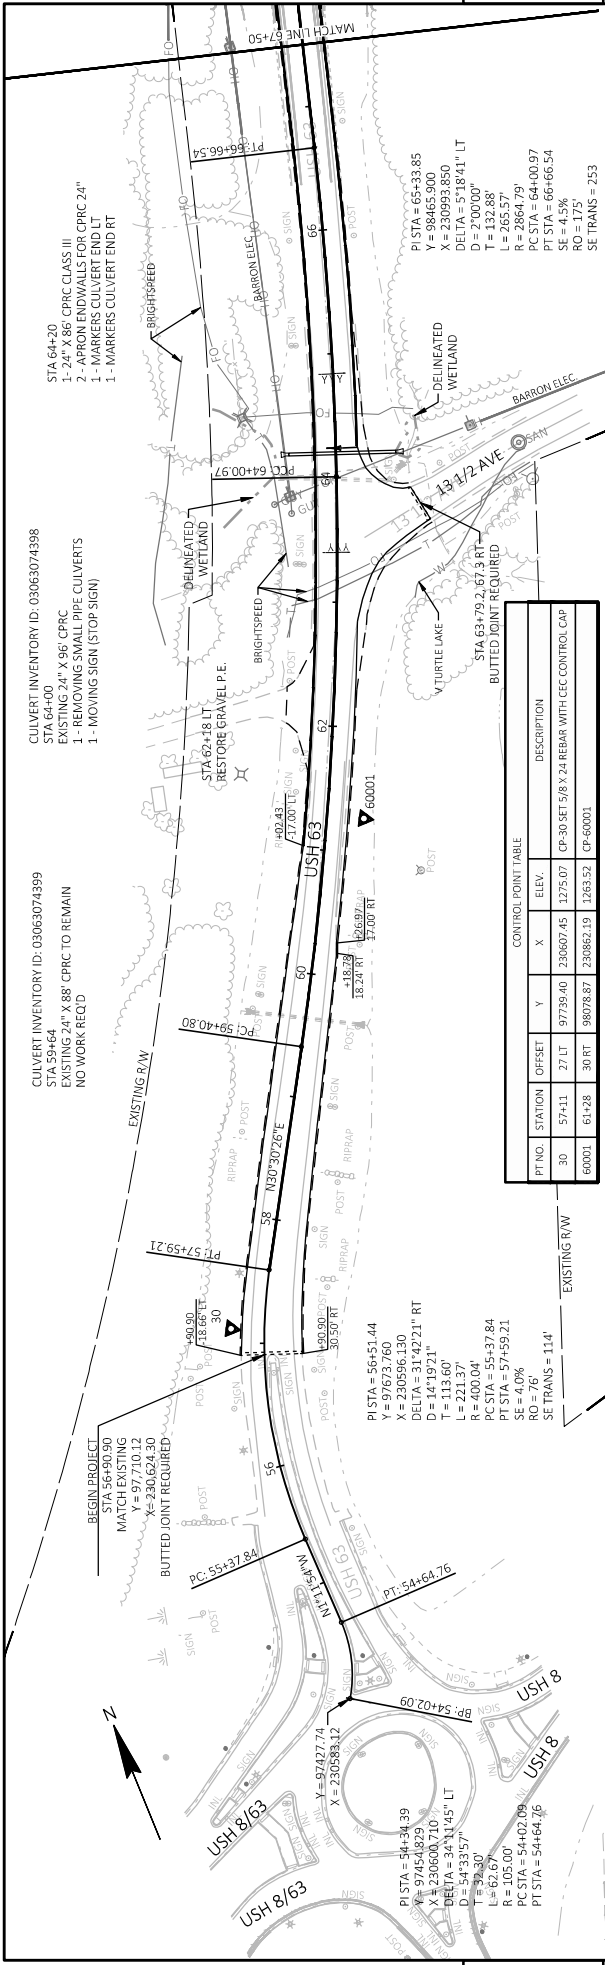 CULVERT INVENTORY ID: 03063074399
STA 59+64
EXISTING 24" X 88' CPRC TO REMAIN
NO WORK REQ'D
CULVERT INVENTORY ID: 03063074398
STA 64+00
EXISTING 24" X 96' CPRC
1 - REMOVING SMALL PIPE CULVERTS
1 - MOVING SIGN (STOP SIGN)
STA 64+20
1- 24" X 86' CPRC CLASS III
2 - APRON ENDWALLS FOR CPRC 24"
1 - MARKERS CULVERT END LT
1 - MARKERS CULVERT END RT
BEGIN PROJECT
STA 56+90.90
MATCH EXISTING
Y = 97,710.12
X= 230,624.30
BUTTED JOINT REQUIRED
EXISTING R/W
STA 62+18 LT
RESTORE GRAVEL P.E.
DELINEATED
WETLAND
BRIGHTSPEED
BRIGHTSPEED
BARRON ELEC
MATCH LINE 67+50
N
PC: 55+37.84
PT: 57+59.21
PC: 59+40.80
PCC: 64+00.97
PT: 66+66.54
+90.90
-18.66' LT
30
+90.90
30.50' RT
+02.43
-17.00' LT
+18.78
18.24' RT
+26.97
17.00' RT
60001
N1°11'54"W
N30°30'26"E
USH 63
USH 63
56
58
60
62
64
66
PT: 54+64.76
BP: 54+02.09
Y = 97427.74
X = 230583.12
USH 8/63
USH 8/63
USH 8
USH 8
13 1/2 AVE
V TURTLE LAKE
STA 63+79.2, 67.3 RT
BUTTED JOINT REQUIRED
DELINEATED
WETLAND
BARRON ELEC.
SAN
PI STA = 54+34.39
Y = 97454.829
X = 230600.710
DELTA = 34°11'45" LT
D = 54°33'57"
T = 32.30'
L = 62.67'
R = 105.00'
PC STA = 54+02.09
PT STA = 54+64.76
PI STA = 56+51.44
Y = 97673.760
X = 230596.130
DELTA = 31°42'21" RT
D = 14°19'21"
T = 113.60'
L = 221.37'
R = 400.04'
PC STA = 55+37.84
PT STA = 57+59.21
SE = 4.0%
RO = 76'
SE TRANS = 114'
PI STA = 65+33.85
Y = 98465.900
X = 230993.850
DELTA = 5°18'41" LT
D = 2°00'00"
T = 132.88'
L = 265.57'
R = 2864.79'
PC STA = 64+00.97
PT STA = 66+66.54
SE = 4.5%
RO = 175'
SE TRANS = 253
EXISTING R/W
CONTROL POINT TABLE
PT NO. STATION OFFSET Y X ELEV. DESCRIPTION
30 57+11 27 LT 97739.40 230607.45 1275.07 CP-30 SET 5/8 X 24 REBAR WITH CEC CONTROL CAP
60001 61+28 30 RT 98078.87 230862.19 1263.52 CP-60001